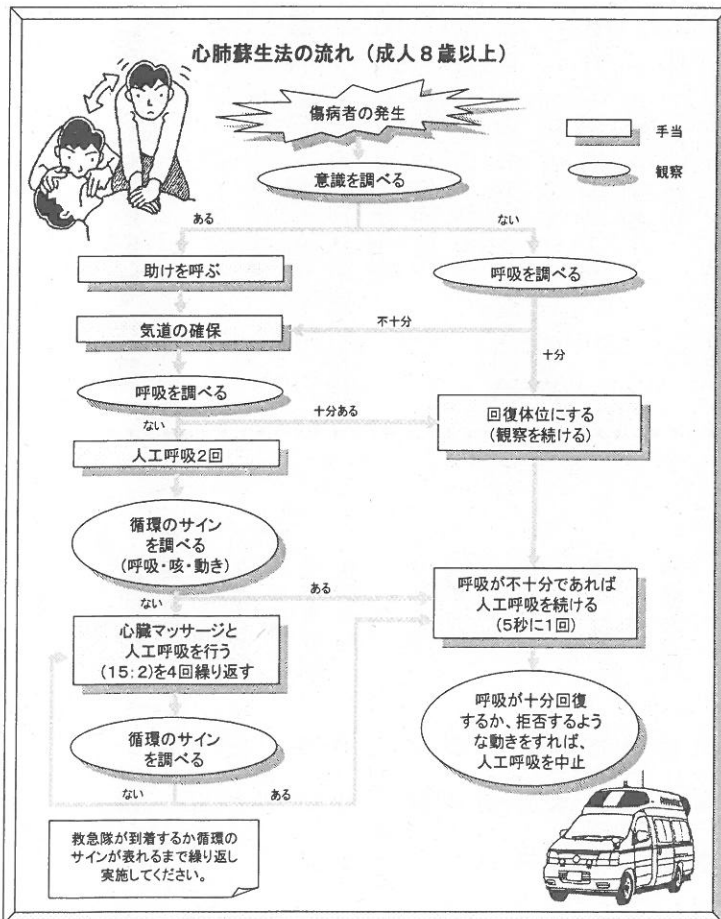 心肺蘇生法の流れ（成人８歳以上）
傷病者の発生
手当
観察
意識を調べる
ある
ない
助けを呼ぶ
呼吸を調べる
不十分
気道の確保
十分
呼吸を調べる
十分ある
ない
回復体位にする
(観察を続ける)
人工呼吸2回
循環のサイン
を調べる
(呼吸・咳・動き)
ある
ない
呼吸が不十分であれば
人工呼吸を続ける
(5秒に1回)
心臓マッサージと
人工呼吸を行う
(15:2)を4回繰り返す
呼吸が十分回復
するか、拒否するよう
な動きをすれば、
人工呼吸を中止
循環のサイン
を調べる
ない
ある
救急隊が到着するか循環の
サインが表れるまで繰り返し
実施してください。